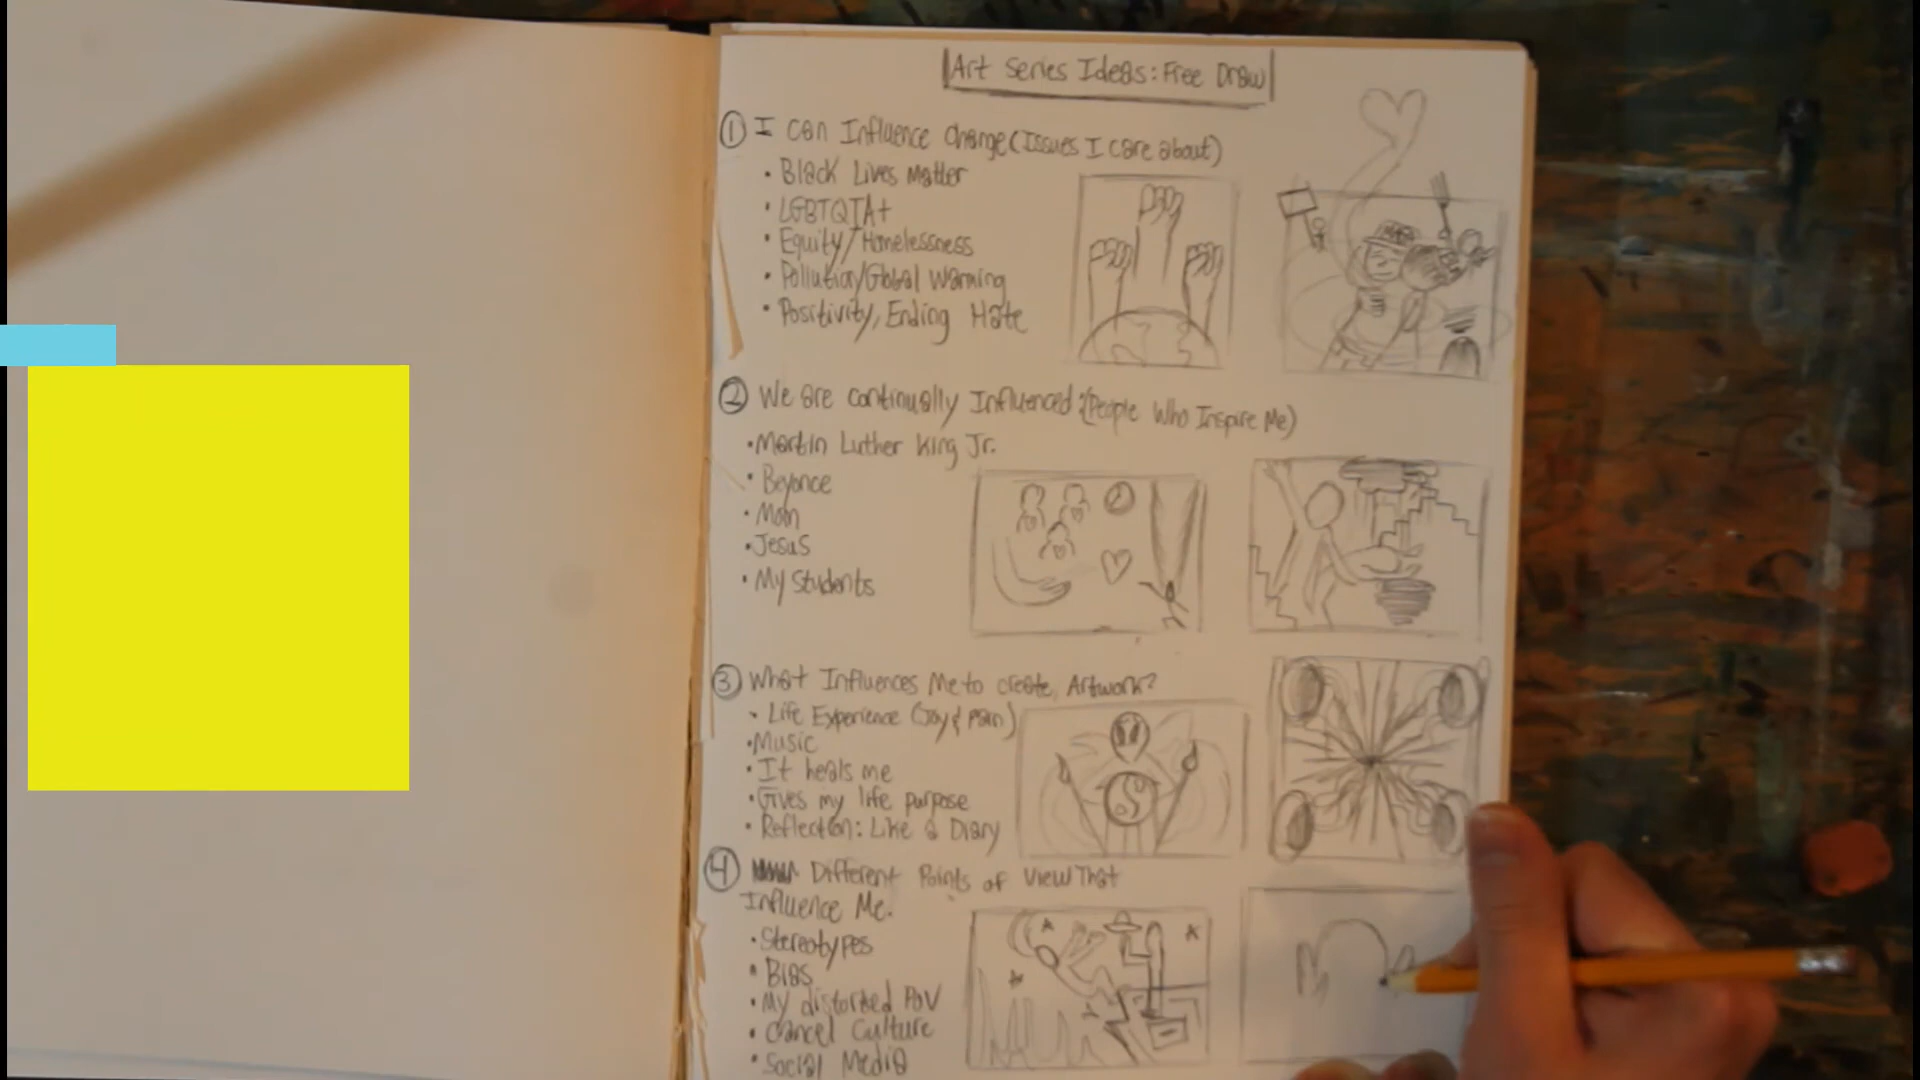 Art Series Ideas: Free Draw
① I can Influence Change (Issues I care about)
• Black Lives Matter
• LGBTQIA+
• Equity/Homelessness
• Pollution/Global Warming
• Positivity, Ending Hate
② We are continually Influenced: (People Who Inspire Me)
• Martin Luther King Jr.
• Beyonce
• Mom
• Jesus
• My Students
③ What Influences Me to create Artwork?
• Life Experience (Joy & Pain)
• Music
• It heals me
• Gives my life purpose
• Reflection: Like a Diary
④ Different Points of View That
Influence Me.
• Stereotypes
• Bias
• My distorted POV
• Cancel Culture
• Social Media